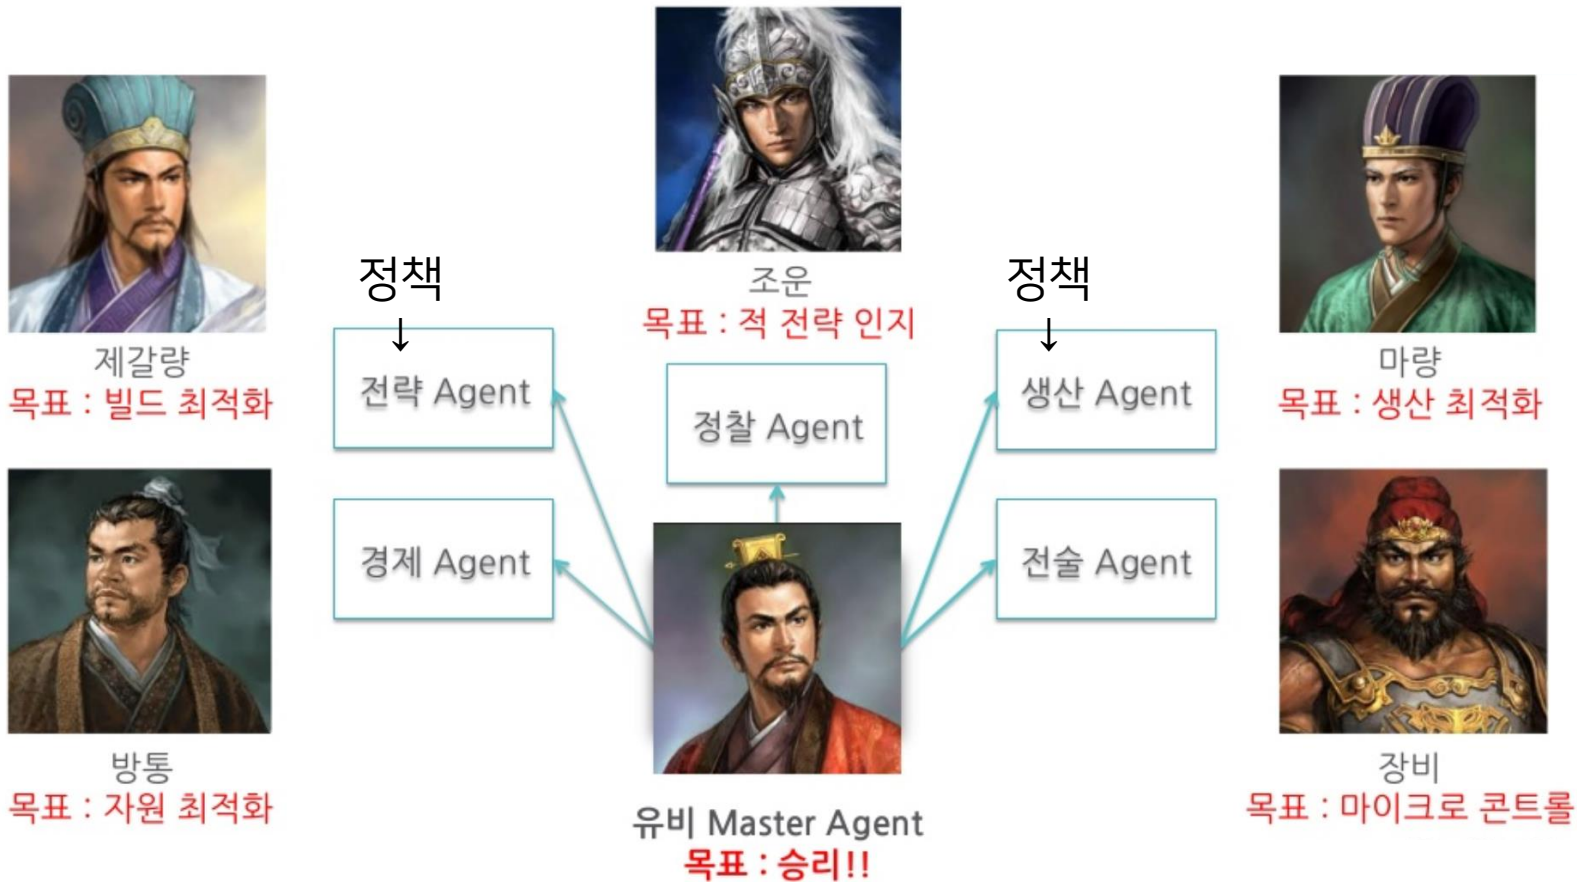 조운
목표 : 적 전략 인지
제갈량
목표 : 빌드 최적화
정책
↓
전략 Agent
정찰 Agent
정책
↓
생산 Agent
마량
목표 : 생산 최적화
경제 Agent
전술 Agent
방통
목표 : 자원 최적화
유비 Master Agent
목표 : 승리!!
장비
목표 : 마이크로 콘트롤